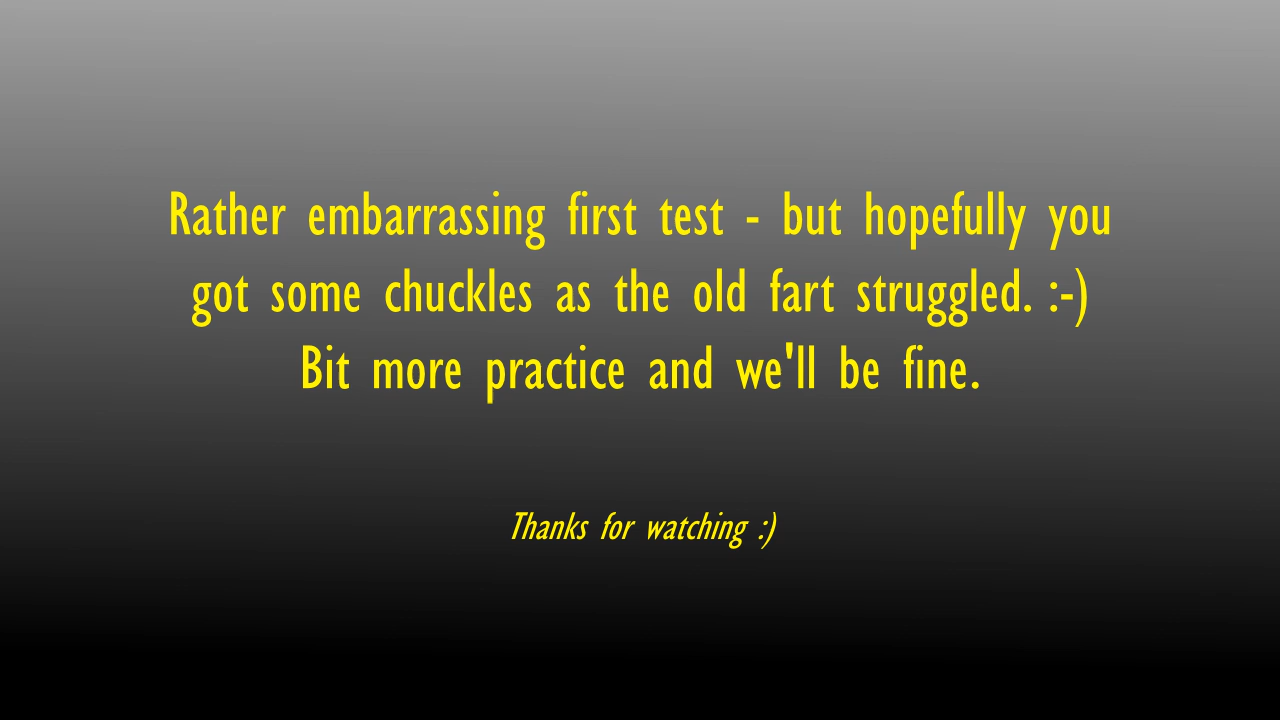 Rather embarrassing first test - but hopefully you
got some chuckles as the old fart struggled. :-)
Bit more practice and we'll be fine.
Thanks for watching :)